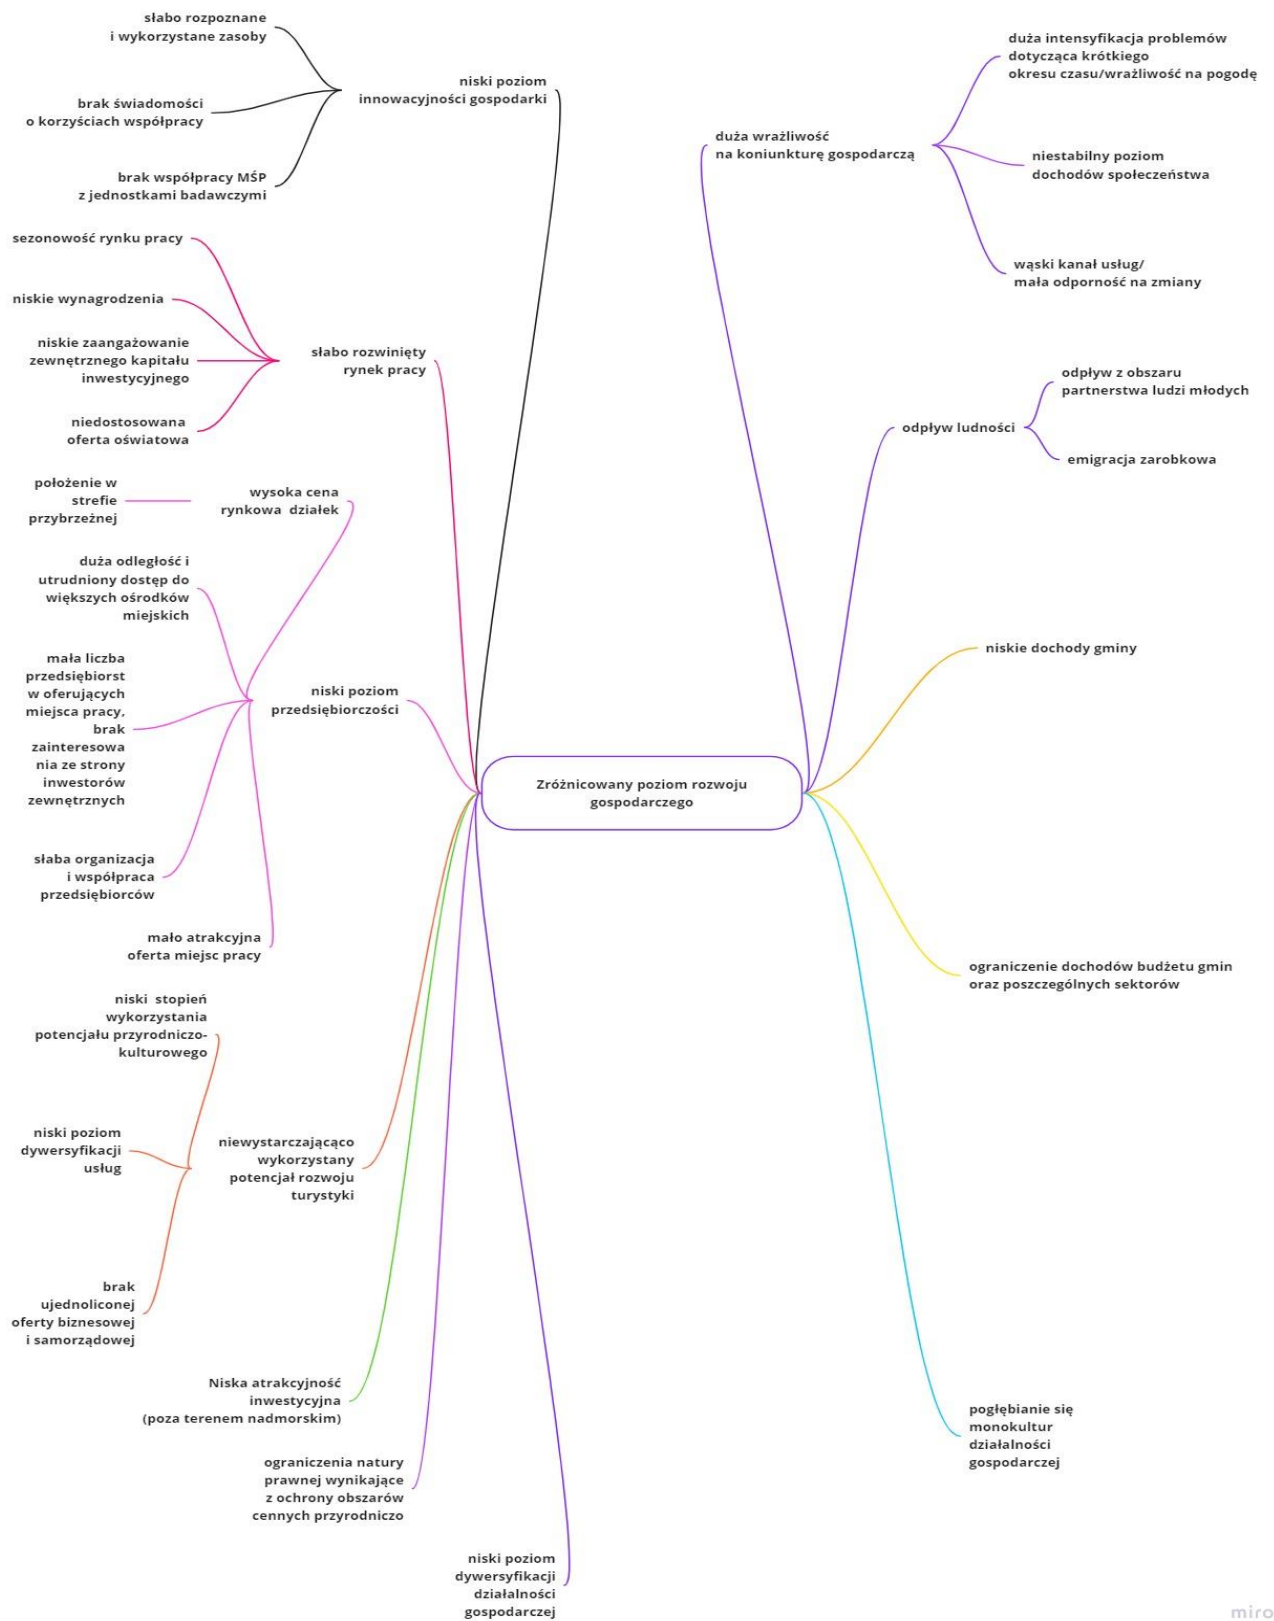 słabo rozpoznane
i wykorzystane zasoby
brak świadomości
o korzyściach współpracy
brak współpracy MŚP
z jednostkami badawczymi
niski poziom
innowacyjności gospodarki
sezonowość rynku pracy
niskie wynagrodzenia
niskie zaangażowanie
zewnętrznego kapitału
inwestycyjnego
niedostosowana
oferta oświatowa
słabo rozwinięty
rynek pracy
położenie w
strefie
przybrzeżnej
wysoka cena
rynkowa działek
duża odległość i
utrudniony dostęp do
większych ośrodków
miejskich
mała liczba
przedsiębiorst
w oferujących
miejsca pracy,
brak
zainteresowa
nia ze strony
inwestorów
zewnętrznych
słaba organizacja
i współpraca
przedsiębiorców
mało atrakcyjna
oferta miejsc pracy
niski poziom
przedsiębiorczości
niski stopień
wykorzystania
potencjału przyrodniczo-
kulturowego
niski poziom
dywersyfikacji
usług
brak
ujednoliconej
oferty biznesowej
i samorządowej
niewystarczającąco
wykorzystany
potencjał rozwoju
turystyki
Niska atrakcyjność
inwestycyjna
(poza terenem nadmorskim)
ograniczenia natury
prawnej wynikające
z ochrony obszarów
cennych przyrodniczo
niski poziom
dywersyfikacji
działalności
gospodarczej
Zróżnicowany poziom rozwoju
gospodarczego
duża wrażliwość
na koniunkturę gospodarczą
duża intensyfikacja problemów
dotycząca krótkiego
okresu czasu/wrażliwość na pogodę
niestabilny poziom
dochodów społeczeństwa
wąski kanał usług/
mała odporność na zmiany
odpływ ludności
odpływ z obszaru
partnerstwa ludzi młodych
emigracja zarobkowa
niskie dochody gminy
ograniczenie dochodów budżetu gmin
oraz poszczególnych sektorów
pogłębianie się
monokultur
działalności
gospodarczej
miro